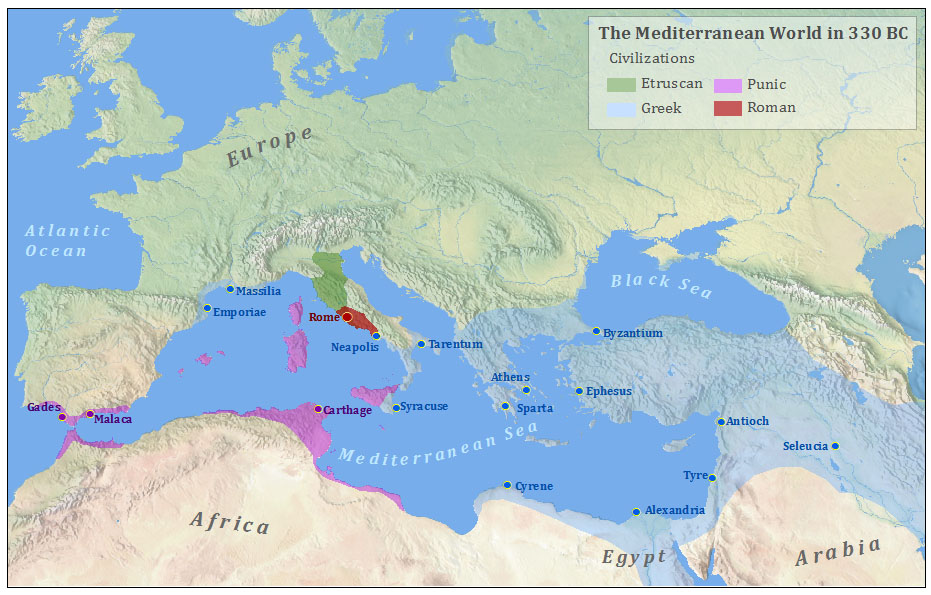 The Mediterranean World in 330 BC
Civilizations
Etruscan
Punic
Greek
Roman
Europe
Atlantic
Ocean
Black Sea
Massilia
Emporiae
Rome
Neapolis
Tarentum
Byzantium
Athens
Ephesus
Sparta
Gades
Malaca
Carthage
Syracuse
Antioch
Mediterranean Sea
Seleucia
Tyre
Cyrene
Alexandria
Africa
Egypt
Arabia